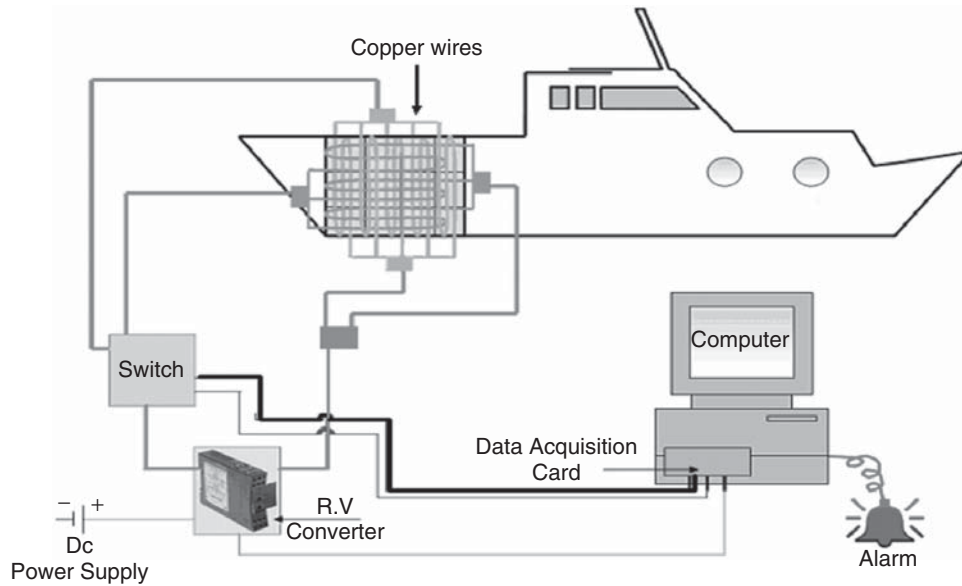 Copper wires
Switch
Computer
Data Acquisition
Card
R.V
Converter
− +
Dc
Power Supply
Alarm